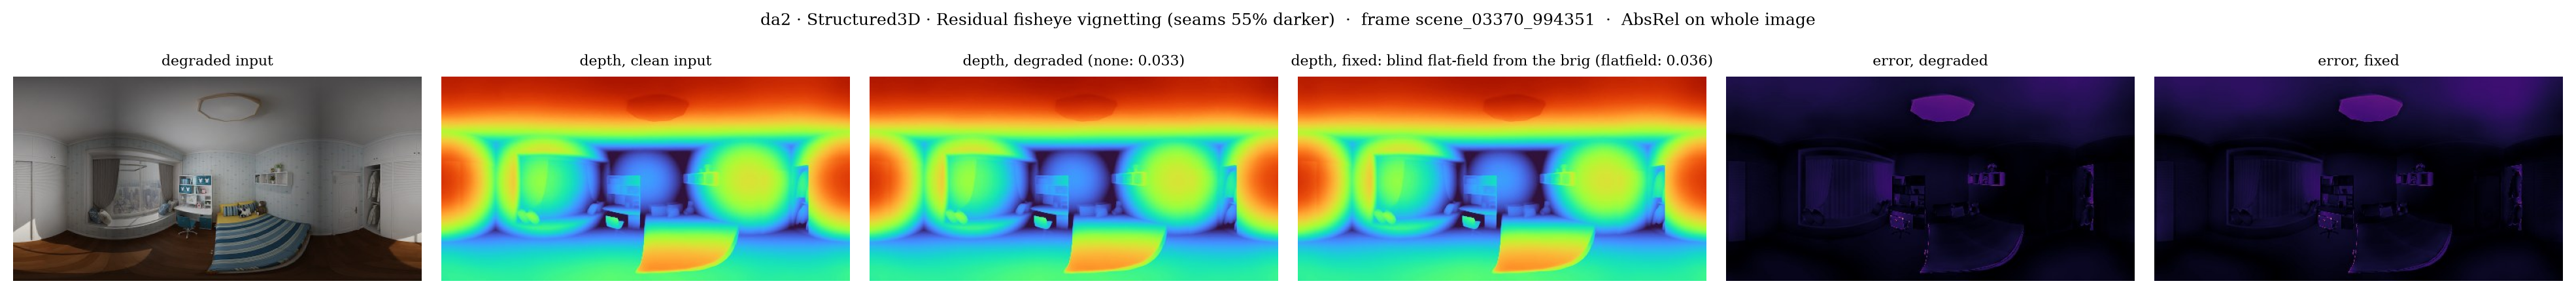 da2 · Structured3D · Residual fisheye vignetting (seams 55% darker) · frame scene_03370_994351 · AbsRel on whole image
degraded input
depth, clean input
depth, degraded (none: 0.033)
depth, fixed: blind flat-field from the brig (flatfield: 0.036)
error, degraded
error, fixed